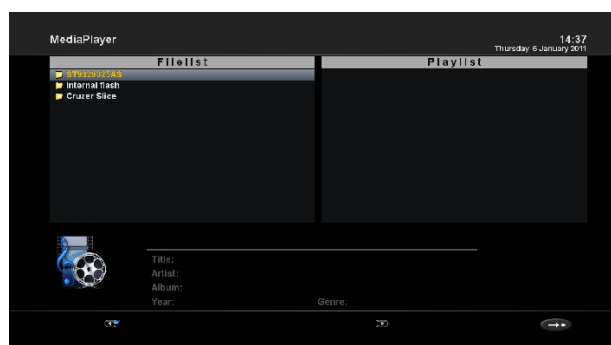 MediaPlayer
14:37
Thursday 6 January 2011
Filelist
Playlist
ST9320325AS
Internal flash
Cruzer Slice
Title:
Artist:
Album:
Year:
Genre: